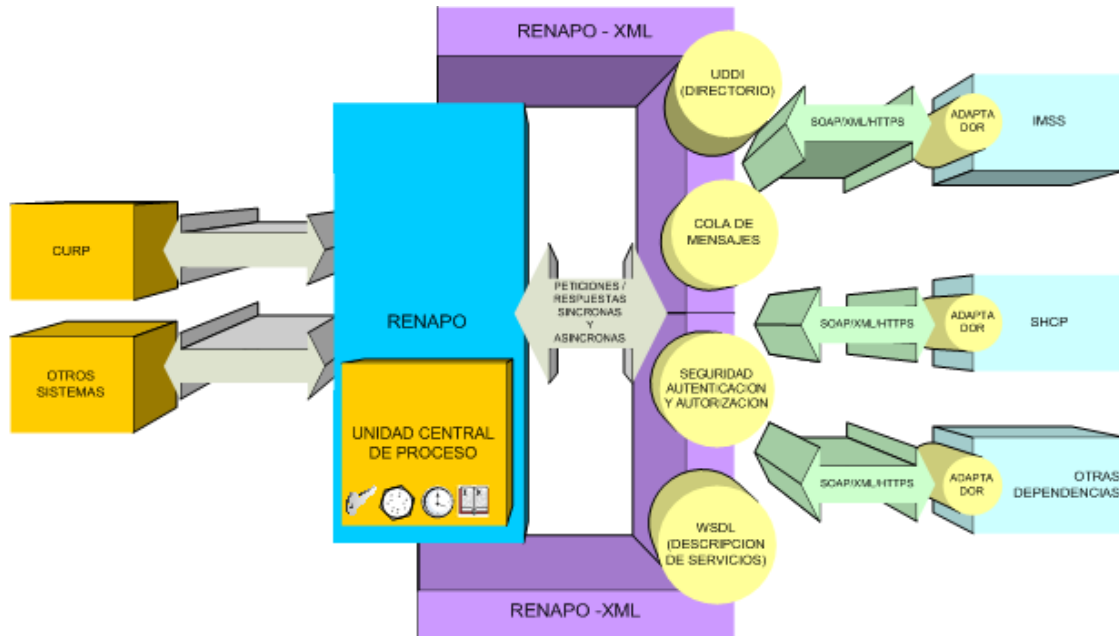 RENAPO - XML
UDDI
(DIRECTORIO)
SOAP/XML/HTTPS
ADAPTA
DOR
IMSS
CURP
COLA DE
MENSAJES
PETICIONES /
RESPUESTAS
SINCRONAS
Y
ASINCRONAS
RENAPO
SOAP/XML/HTTPS
ADAPTA
DOR
SHCP
OTROS
SISTEMAS
SEGURIDAD
AUTENTICACION
Y AUTORIZACION
UNIDAD CENTRAL
DE PROCESO
SOAP/XML/HTTPS
ADAPTA
DOR
OTRAS
DEPENDENCIAS
WSDL
(DESCRIPCION
DE SERVICIOS)
RENAPO -XML